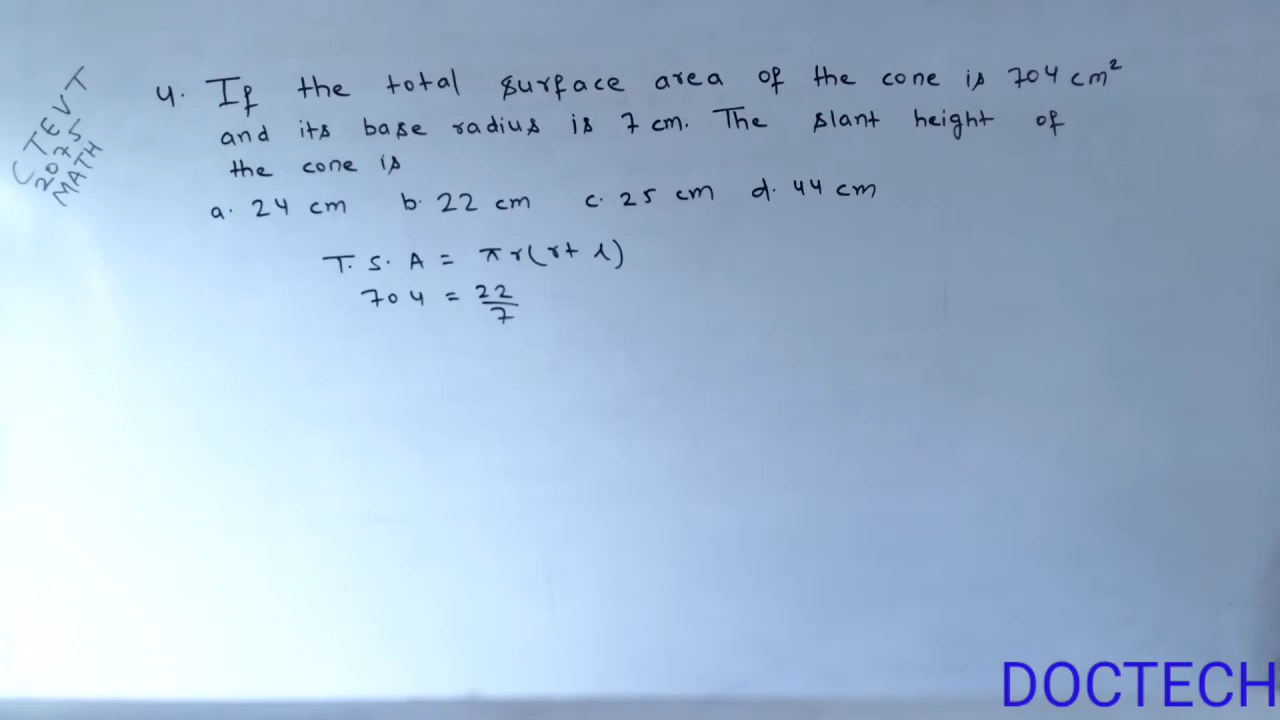 CTEVT
2075
MATH
4. If the total surface area of the cone is 704 cm²
and its base radius is 7 cm. The slant height of
the cone is
a. 24 cm b. 22 cm c. 25 cm d. 44 cm
T. S. A = πr(r+l)
704 = 22/7
DOCTECH